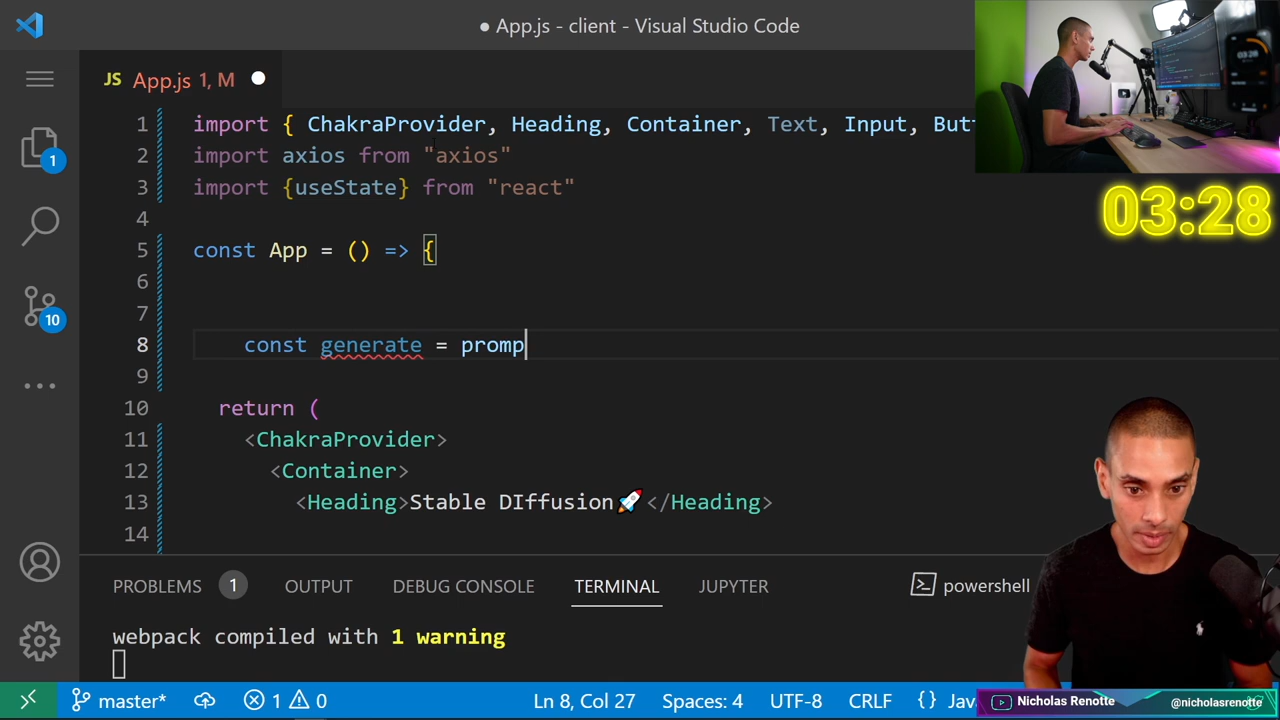 ● App.js - client - Visual Studio Code
JS App.js 1, M
1 import { ChakraProvider, Heading, Container, Text, Input, Butt
2 import axios from "axios"
3 import {useState} from "react"
4
5 const App = () => {
6
7
8 const generate = promp
9
10 return (
11 <ChakraProvider>
12 <Container>
13 <Heading>Stable DIffusion🚀</Heading>
14
1
10
03:28
PROBLEMS 1 OUTPUT DEBUG CONSOLE TERMINAL JUPYTER powershell
webpack compiled with 1 warning
master* 1 0 Ln 8, Col 27 Spaces: 4 UTF-8 CRLF {} Jav
Nicholas Renotte @nicholasrenotte